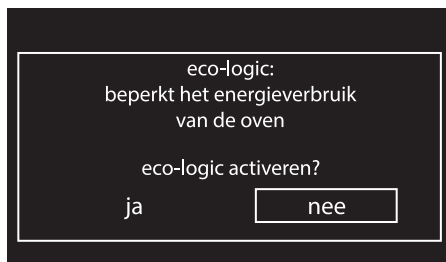 eco-logic:
beperkt het energieverbruik
van de oven
eco-logic activeren?
ja nee